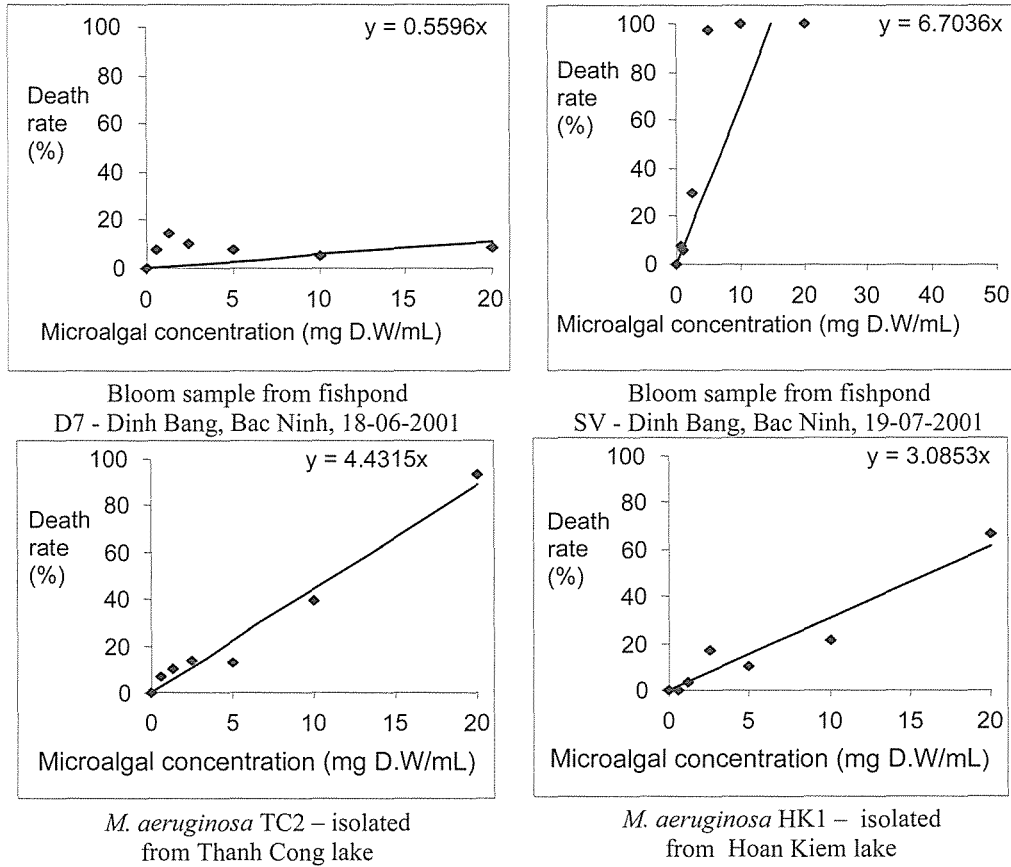 y = 0.5596x
100
80
60
40
20
0
Death
rate
(%)
0 5 10 15 20
Microalgal concentration (mg D.W/mL)
Bloom sample from fishpond
D7 - Dinh Bang, Bac Ninh, 18-06-2001
y = 6.7036x
100
80
60
40
20
0
Death
rate
(%)
0 10 20 30 40 50
Microalgal concentration (mg D.W/mL)
Bloom sample from fishpond
SV - Dinh Bang, Bac Ninh, 19-07-2001
y = 4.4315x
100
80
60
40
20
0
Death
rate
(%)
0 5 10 15 20
Microalgal concentration (mg D.W/mL)
M. aeruginosa TC2 – isolated
from Thanh Cong lake
y = 3.0853x
100
80
60
40
20
0
Death
rate
(%)
0 5 10 15 20
Microalgal concentration (mg D.W/mL)
M. aeruginosa HK1 – isolated
from Hoan Kiem lake